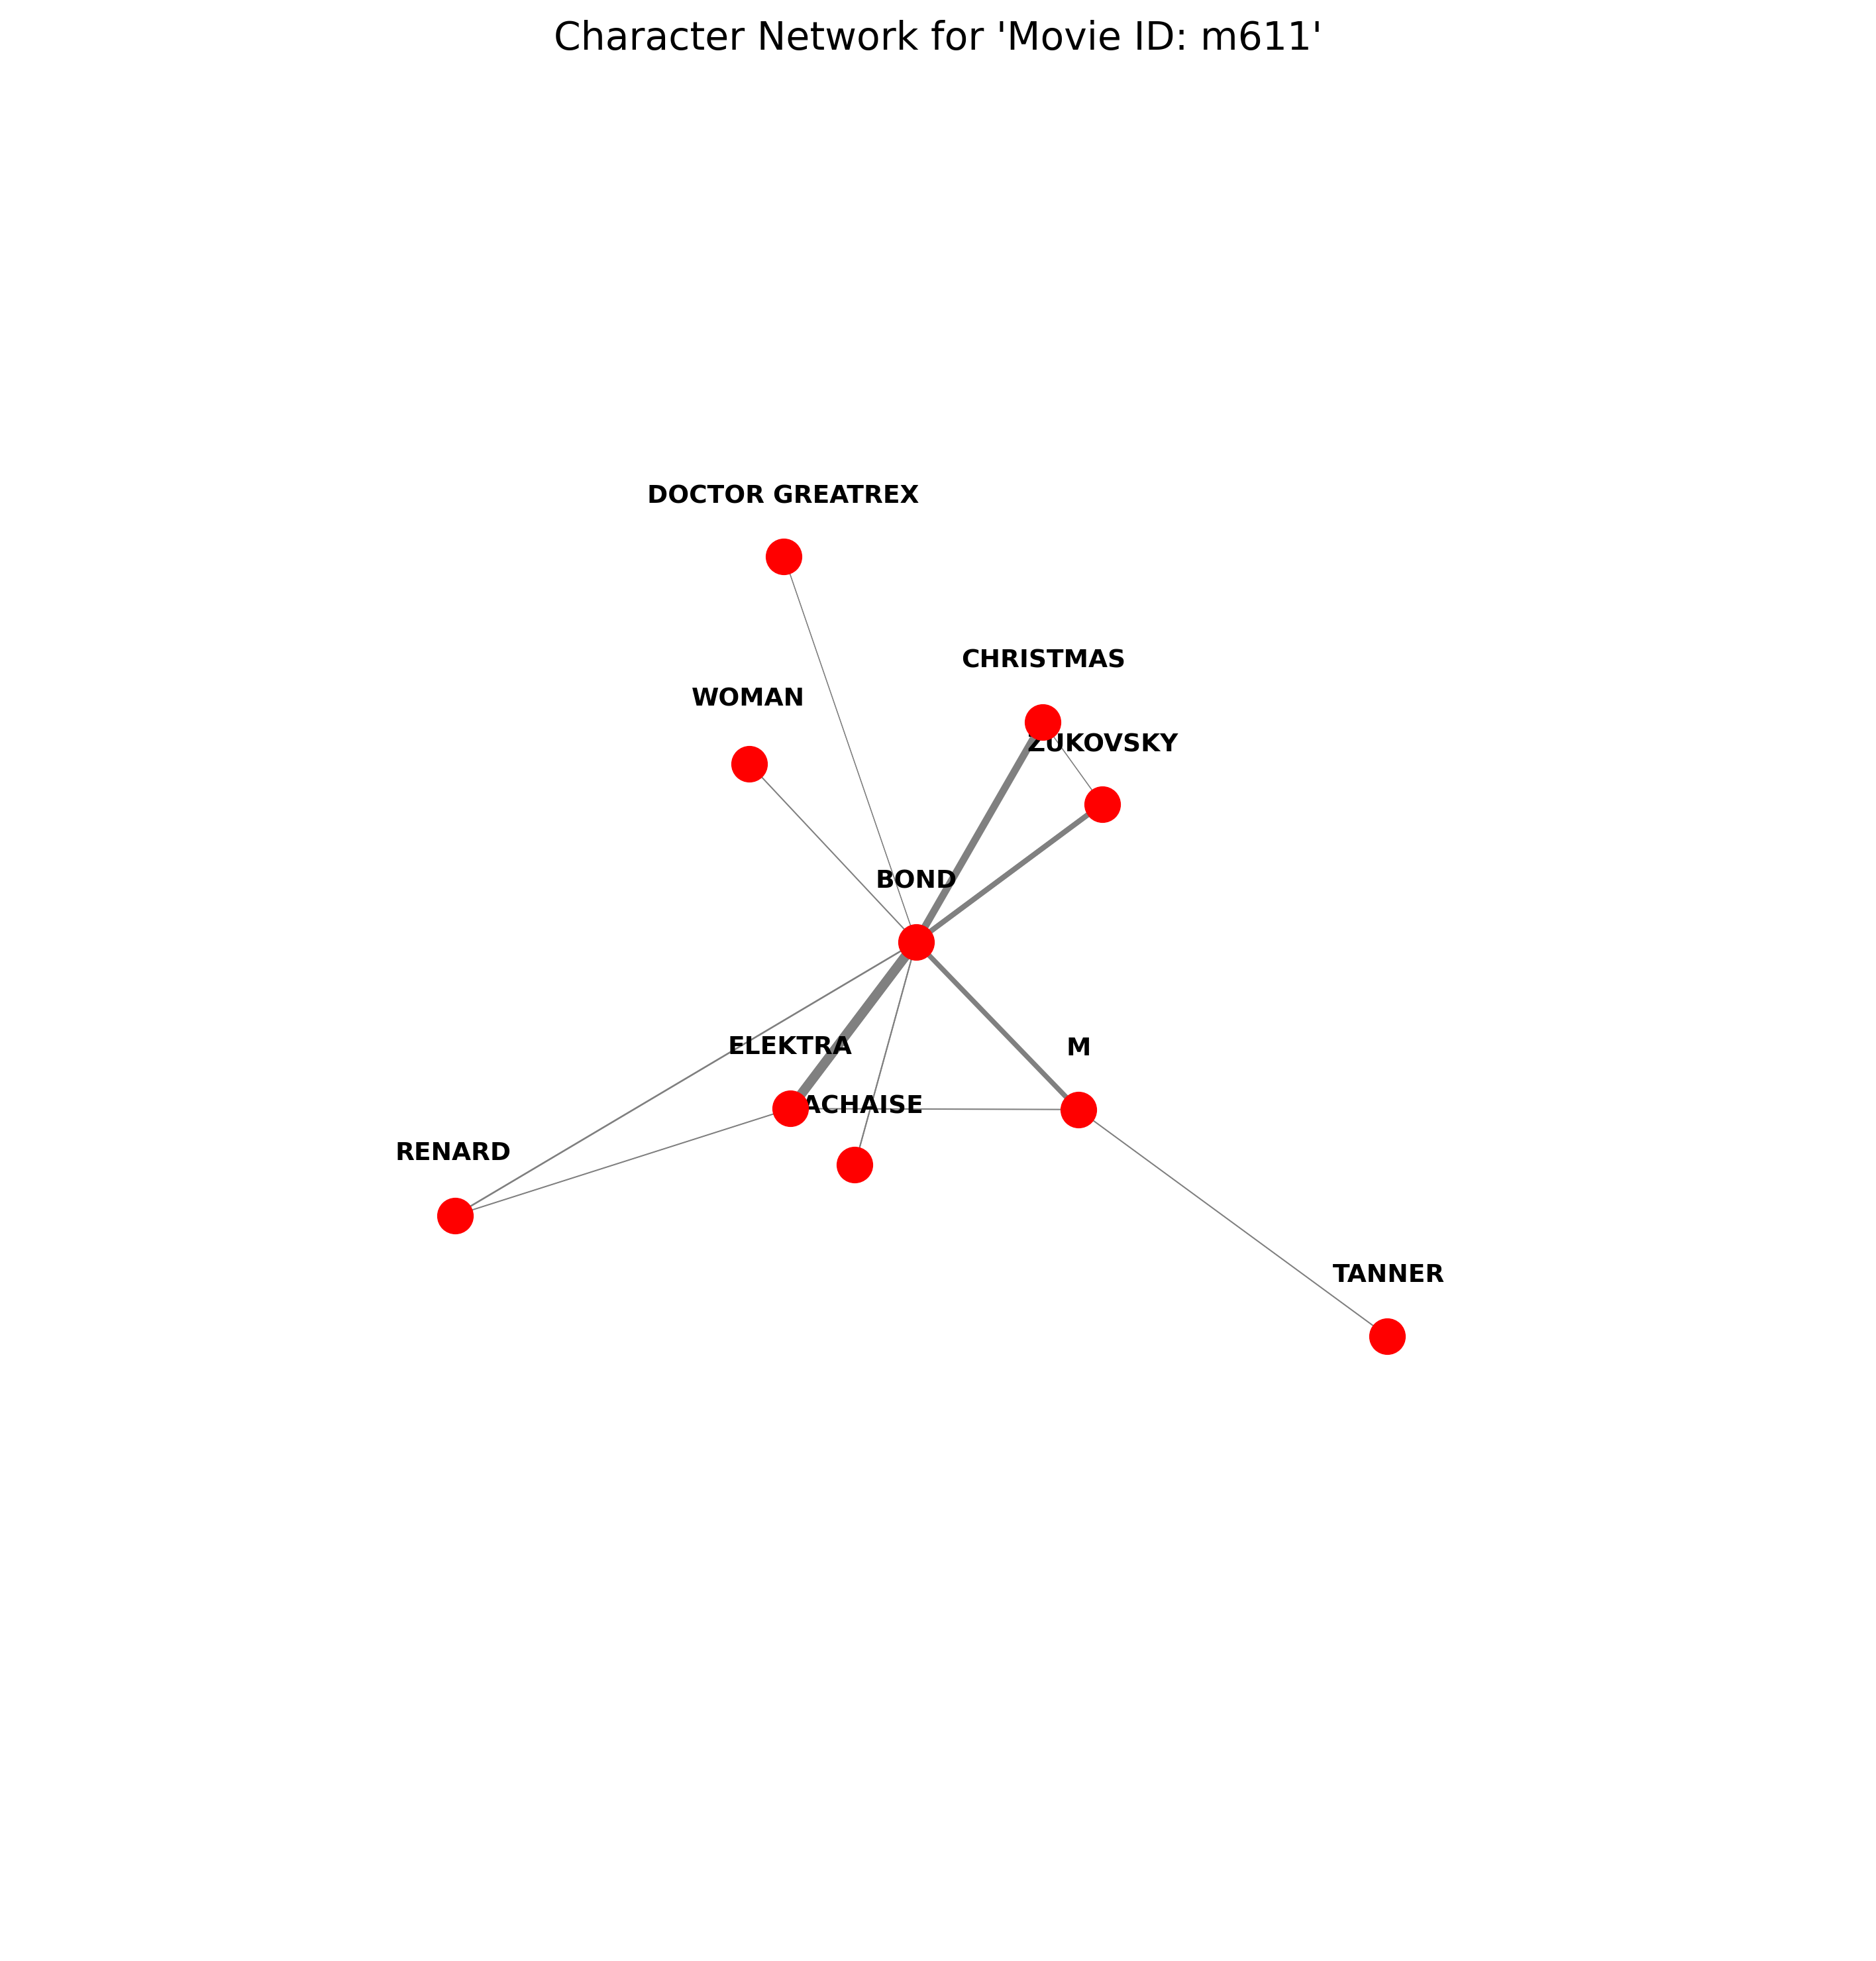 Character Network for 'Movie ID: m611'
DOCTOR GREATREX
CHRISTMAS
WOMAN
ZUKOVSKY
BOND
ELEKTRA
M
ACHAISE
RENARD
TANNER